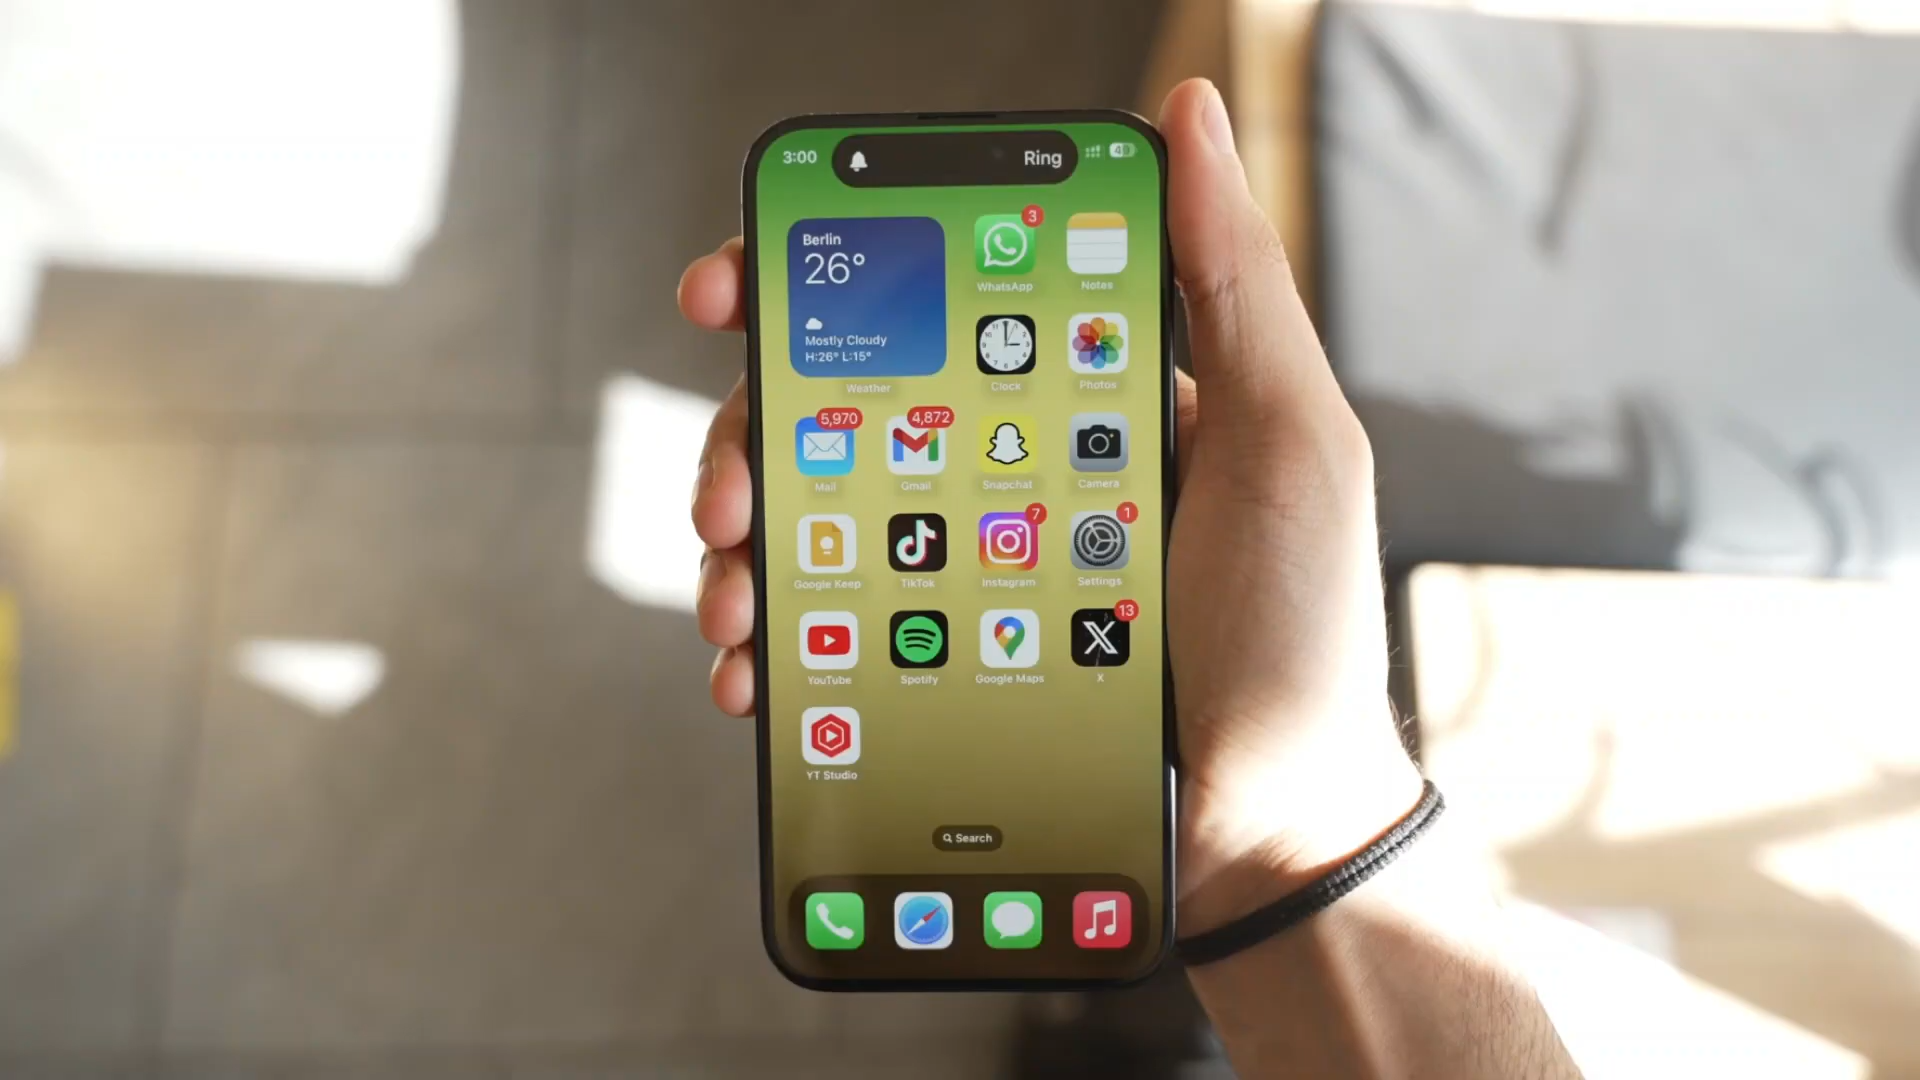 3:00
Ring
49
Berlin
26°
Mostly Cloudy
H:26° L:15°
Weather
3
WhatsApp
Notes
Clock
Photos
5,970
Mail
4,872
Gmail
Snapchat
Camera
Google Keep
TikTok
7
Instagram
1
Settings
YouTube
Spotify
Google Maps
13
X
YT Studio
Search